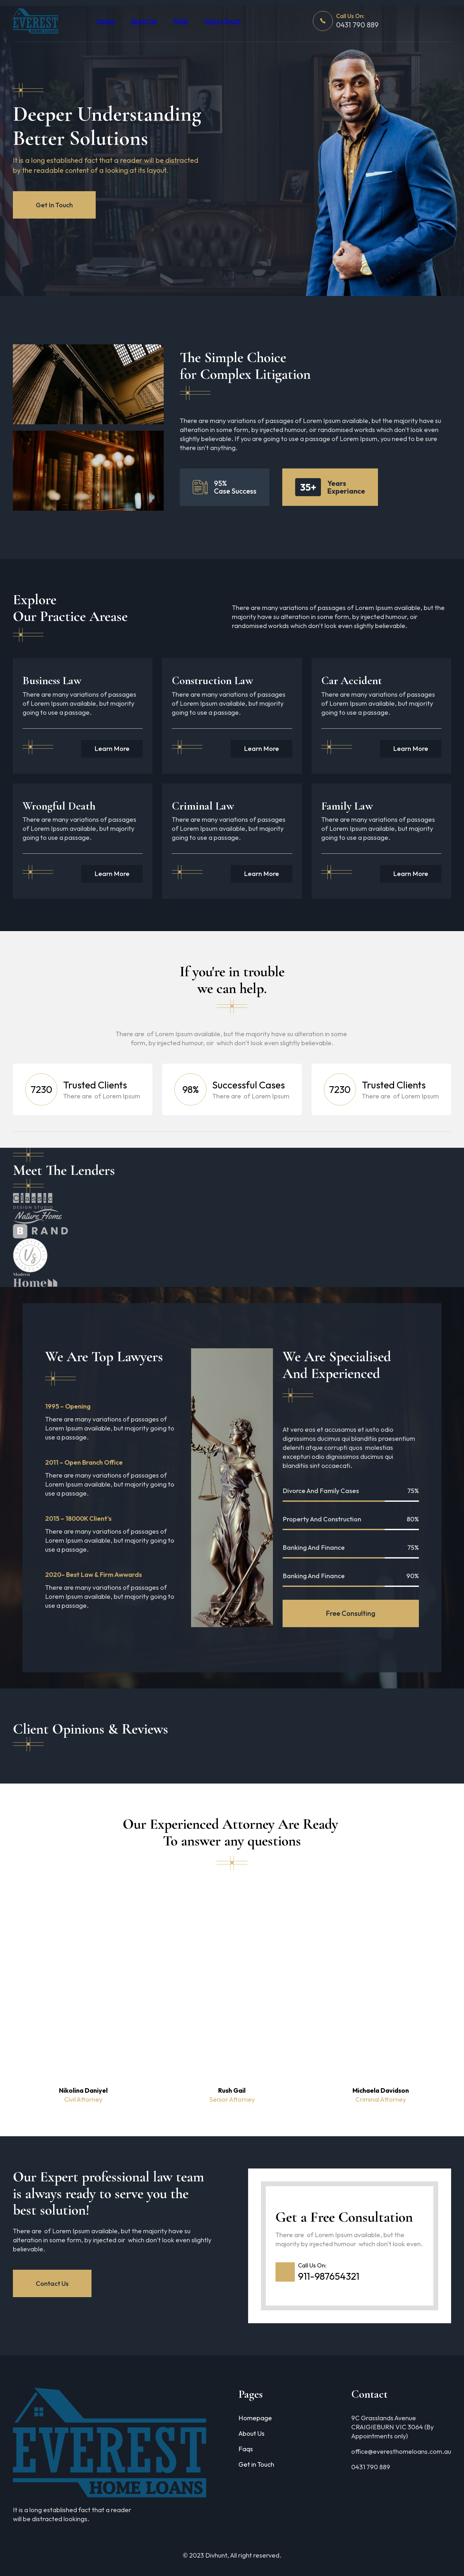 EVEREST
HOME LOANS
Call Us On:
0431 790 889
Deeper Understanding
Better Solutions
It is a long established fact that a reader will be distracted
by the readable content of a looking at its layout.
Get In Touch
The Simple Choice
for Complex Litigation
There are many variations of passages of Lorem Ipsum available, but the majority have su
alteration in some form, by injected humour, oir randomised workds which don't look even
slightly believable. If you are going to use a passage of Lorem Ipsum, you need to be sure
there isn't anything.
95%
Case Success
35+
Years
Experiance
Explore
Our Practice Arease
There are many variations of passages of Lorem Ipsum available, but the
majority have su alteration in some form, by injected humour, oir
randomised workds which don't look even slightly believable.
Business Law
There are many variations of passages
of Lorem Ipsum available, but majority
going to use a passage.
Learn More
Construction Law
There are many variations of passages
of Lorem Ipsum available, but majority
going to use a passage.
Learn More
Car Accident
There are many variations of passages
of Lorem Ipsum available, but majority
going to use a passage.
Learn More
Wrongful Death
There are many variations of passages
of Lorem Ipsum available, but majority
going to use a passage.
Learn More
Criminal Law
There are many variations of passages
of Lorem Ipsum available, but majority
going to use a passage.
Learn More
Family Law
There are many variations of passages
of Lorem Ipsum available, but majority
going to use a passage.
Learn More
If you're in trouble
we can help.
There are of Lorem Ipsum available, but the majority have su alteration in some
form, by injected humour, oir which don't look even slightly believable.
7230
Trusted Clients
There are of Lorem Ipsum
98%
Successful Cases
There are of Lorem Ipsum
7230
Trusted Clients
There are of Lorem Ipsum
Meet The Lenders
Classic
DESIGN STUDIO
Nature Home
BRAND
Vs
Modern
Home
We Are Top Lawyers
1995 – Opening
There are many variations of passages of
Lorem Ipsum available, but majority going to
use a passage.
2011 – Open Branch Office
There are many variations of passages of
Lorem Ipsum available, but majority going to
use a passage.
2015 – 18000K Client's
There are many variations of passages of
Lorem Ipsum available, but majority going to
use a passage.
2020– Best Law & Firm Awwards
There are many variations of passages of
Lorem Ipsum available, but majority going to
use a passage.
We Are Specialised
And Experienced
At vero eos et accusamus et iusto odio
dignissimos ducimus qui blanditiis praesentium
deleniti atque corrupti quos molestias
excepturi odio dignissimos ducimus qui
blanditiis sint occaecati.
Divorce And Family Cases 75%
Property And Construction 80%
Banking And Finance 75%
Banking And Finance 90%
Free Consulting
Client Opinions & Reviews
Our Experienced Attorney Are Ready
To answer any questions
Nikolina Daniyel
Civil Attorney
Rush Gail
Senior Attorney
Michaela Davidson
Criminal Attorney
Our Expert professional law team
is always ready to serve you the
best solution!
There are of Lorem Ipsum available, but the majority have su
alteration in some form, by injected oir which don't look even slightly
believable.
Contact Us
Get a Free Consultation
There are of Lorem Ipsum available, but the
majority by injected humour which don't look even.
Call Us On:
911-987654321
EVEREST
HOME LOANS
It is a long established fact that a reader
will be distracted lookings.
Pages
Homepage
About Us
Faqs
Get in Touch
Contact
9C Grasslands Avenue
CRAIGIEBURN VIC 3064 (By
Appointments only)
office@everesthomeloans.com.au
0431 790 889
© 2023 Divhunt, All right reserved.